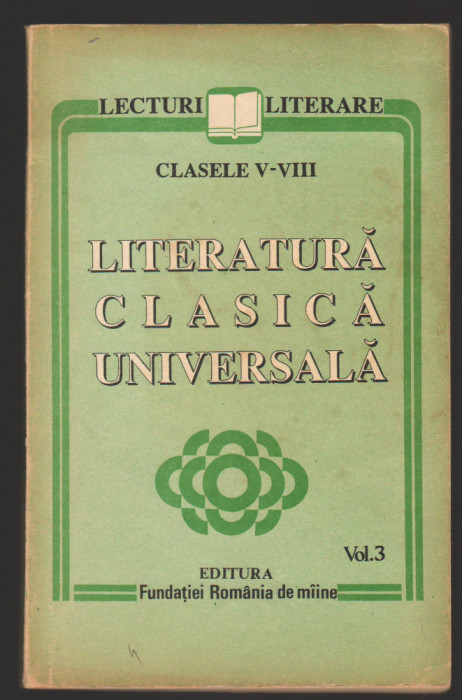 LECTURI LITERARE
CLASELE V-VIII
LITERATURĂ
CLASICĂ
UNIVERSALĂ
Vol.3
EDITURA
Fundației România de mîine